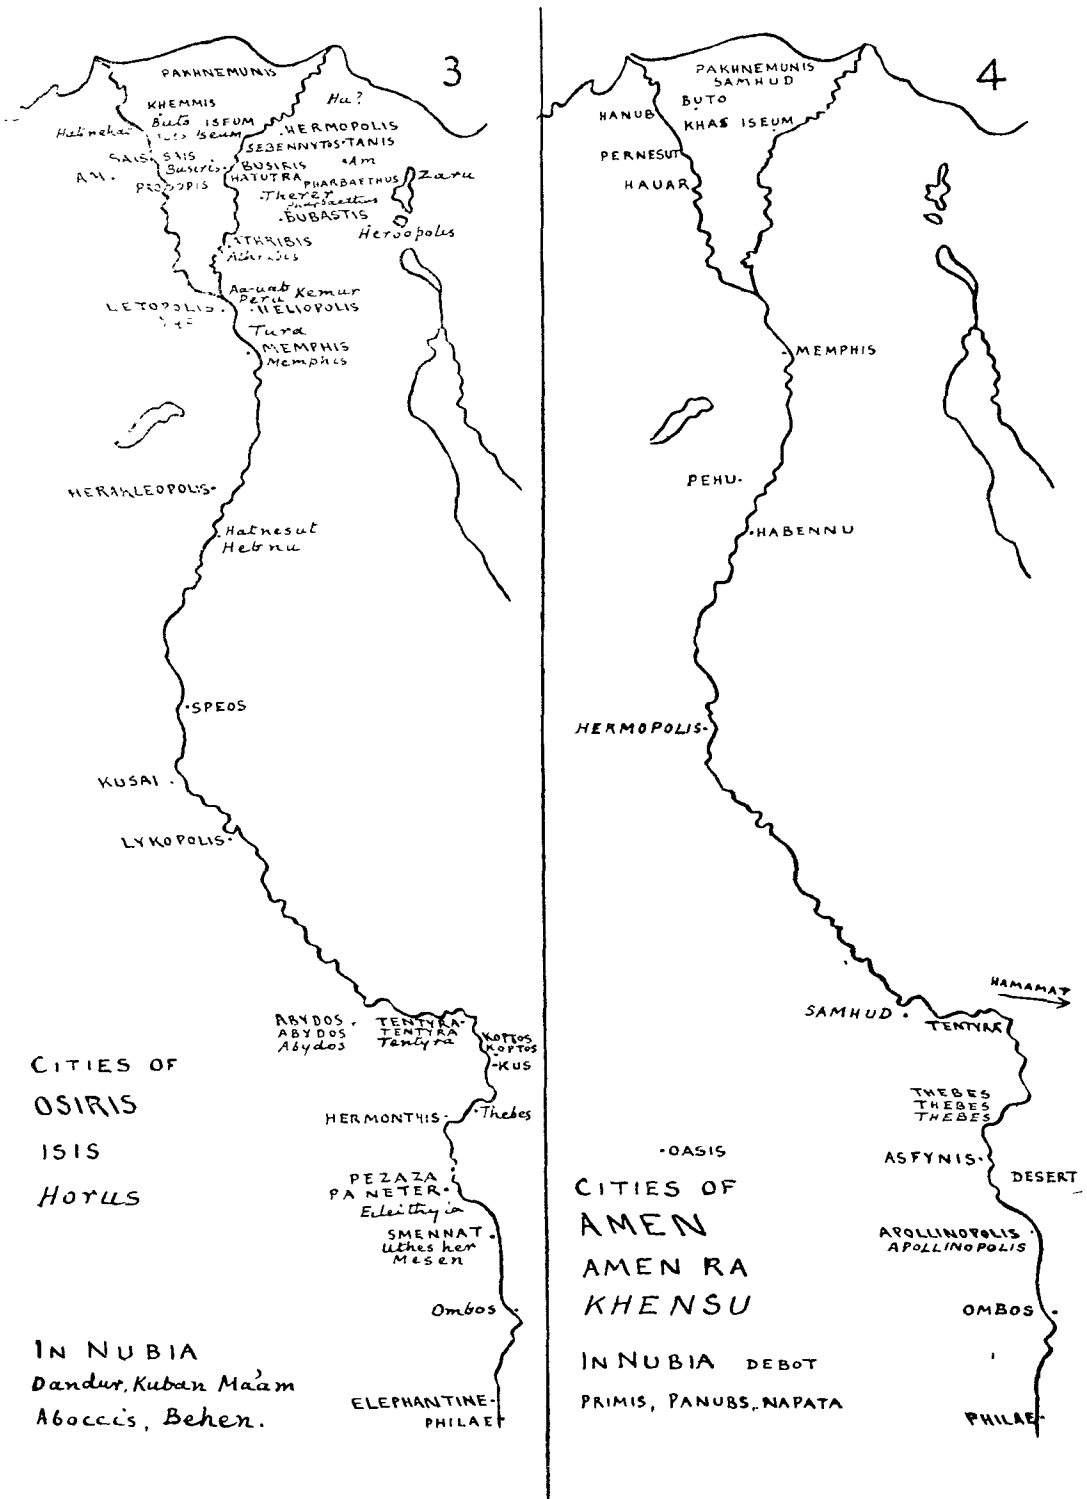 3
PAKHNEMUNIS
Hu?
KHEMMIS
Buto ISEUM
Iseum
HERMOPOLIS
SEBENNYTOS TANIS
SAIS SAIS
Busiris
BUSIRIS
Am
HATUTRA
PHARBAETHUS
Zaru
PROSOPIS
Therer
Pharbaethus
BUBASTIS
Heroopolis
ATHRIBIS
Athribis
Aa-uab
Peru Kemur
LETOPOLIS
HELIOPOLIS
Tura
MEMPHIS
Memphis
HERAKLEOPOLIS
Hatnesut
Hebnu
SPEOS
KUSAI
LYKOPOLIS
ABYDOS
ABYDOS
Abydos
TENTYRA
TENTYRA
Tentyra
KOPTOS
KOPTOS
KUS
Thebes
HERMONTHIS
PEZAZA
PA NETER
Eileithyia
SMENNAT
Uthes her
Mesen
Ombos
ELEPHANTINE
PHILAE
CITIES OF
OSIRIS
ISIS
Horus
IN NUBIA
Dandur, Kuban Ma'am
Aboccis, Behen.
4
PAKHNEMUNIS
SAMHUD
BUTO
HANUB
KHAS ISEUM
PERNESUT
HAUAR
MEMPHIS
PEHU
HABENNU
HERMOPOLIS
HAMAMAT
SAMHUD
TENTYRA
THEBES
THEBES
THEBES
OASIS
ASFYNIS
DESERT
APOLLINOPOLIS
APOLLINOPOLIS
OMBOS
PHILAE
CITIES OF
AMEN
AMEN RA
KHENSU
IN NUBIA DEBOT
PRIMIS, PANUBS, NAPATA